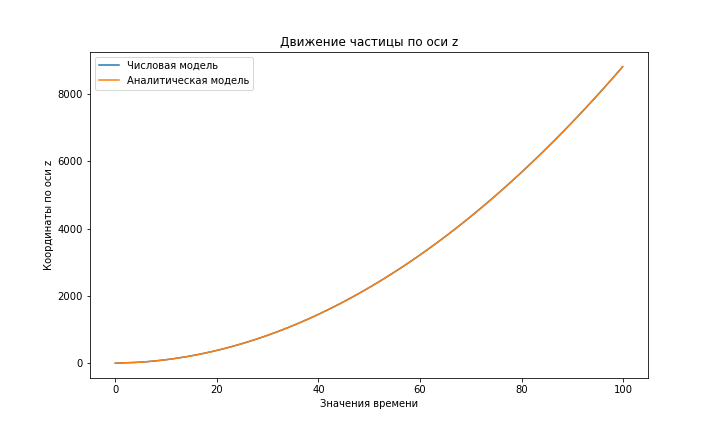 Движение частицы по оси z
Числовая модель
Аналитическая модель
Координаты по оси z
8000
6000
4000
2000
0
0 20 40 60 80 100
Значения времени